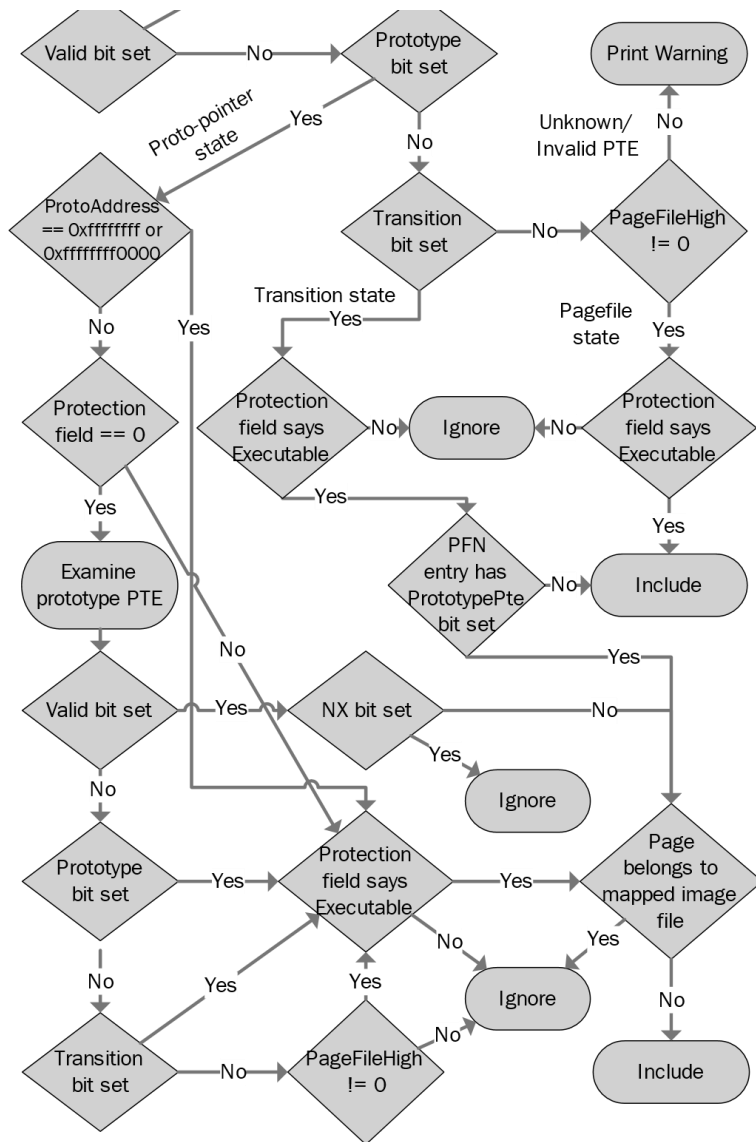 Valid bit set
No
Prototype
bit set
Print Warning
Proto-pointer
state
Yes
No
Unknown/
Invalid PTE
No
ProtoAddress
== 0xffffffff or
0xffffffff0000
Transition
bit set
No
PageFileHigh
!= 0
Transition state
Yes
Pagefile
state
Yes
No
Yes
Protection
field == 0
Protection
field says
Executable
No
Ignore
No
Protection
field says
Executable
Yes
Yes
Yes
Examine
prototype PTE
PFN
entry has
PrototypePte
bit set
No
Include
No
Yes
Valid bit set
Yes
NX bit set
No
Yes
Ignore
No
Prototype
bit set
Yes
Protection
field says
Executable
Yes
Page
belongs to
mapped image
file
No
Yes
No
Yes
Yes
Ignore
No
Transition
bit set
No
PageFileHigh
!= 0
No
Include